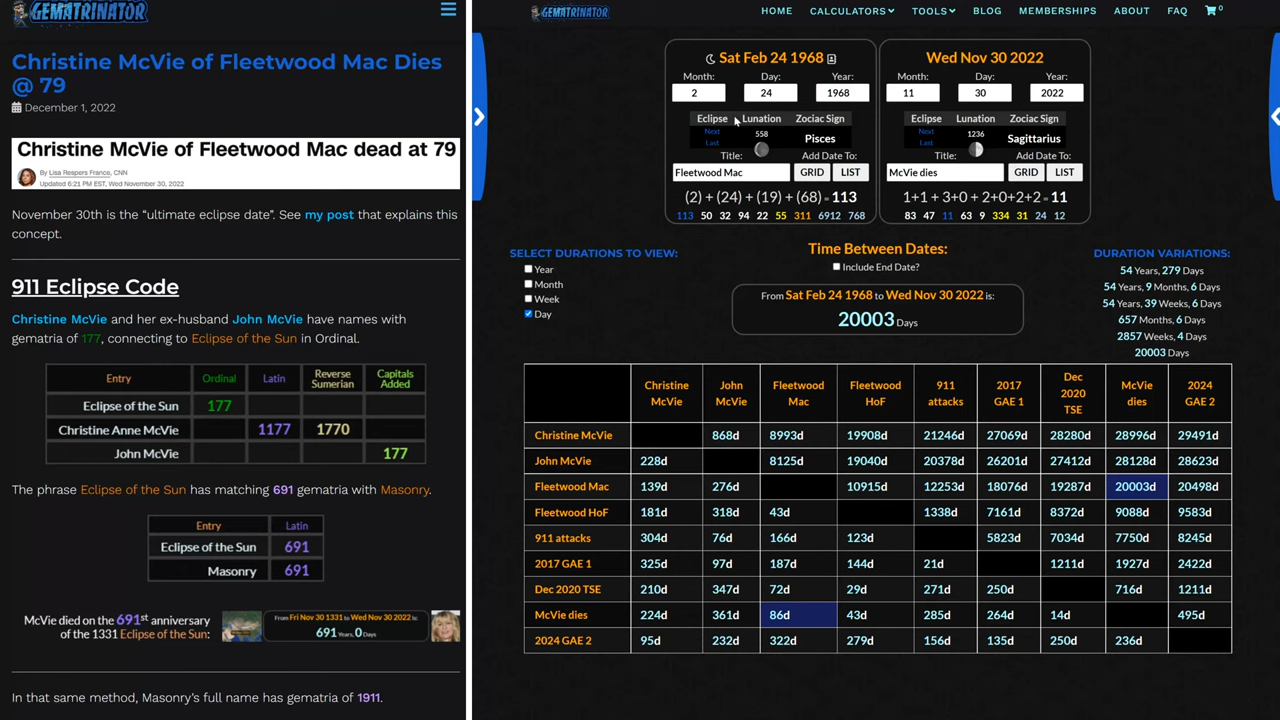 GEMATRINATOR
Christine McVie of Fleetwood Mac Dies
@ 79
December 1, 2022
Christine McVie of Fleetwood Mac dead at 79
By Lisa Respers France, CNN
Updated 6:21 PM EST, Wed November 30, 2022
November 30th is the “ultimate eclipse date”. See my post that explains this
concept.
911 Eclipse Code
Christine McVie and her ex-husband John McVie have names with
gematria of 177, connecting to Eclipse of the Sun in Ordinal.
Entry Ordinal Latin Reverse Sumerian Capitals Added
Eclipse of the Sun 177
Christine Anne McVie 1177 1770
John McVie 177
The phrase Eclipse of the Sun has matching 691 gematria with Masonry.
Entry Latin
Eclipse of the Sun 691
Masonry 691
McVie died on the 691st anniversary
of the 1331 Eclipse of the Sun:
From Fri Nov 30 1331 to Wed Nov 30 2022 is:
691 Years, 0 Days
In that same method, Masonry's full name has gematria of 1911.
GEMATRINATOR
HOME CALCULATORS TOOLS BLOG MEMBERSHIPS ABOUT FAQ 0
Sat Feb 24 1968
Month: Day: Year:
2 24 1968
Eclipse Lunation Zociac Sign
Next 558 Pisces
Last
Title: Add Date To:
Fleetwood Mac GRID LIST
(2) + (24) + (19) + (68) = 113
113 50 32 94 22 55 311 6912 768
Wed Nov 30 2022
Month: Day: Year:
11 30 2022
Eclipse Lunation Zociac Sign
Next 1236 Sagittarius
Last
Title: Add Date To:
McVie dies GRID LIST
1+1 + 3+0 + 2+0+2+2 = 11
83 47 11 63 9 334 31 24 12
SELECT DURATIONS TO VIEW:
Year
Month
Week
Day
Time Between Dates:
Include End Date?
From Sat Feb 24 1968 to Wed Nov 30 2022 is:
20003 Days
DURATION VARIATIONS:
54 Years, 279 Days
54 Years, 9 Months, 6 Days
54 Years, 39 Weeks, 6 Days
657 Months, 6 Days
2857 Weeks, 4 Days
20003 Days
Christine McVie John McVie Fleetwood Mac Fleetwood HoF 911 attacks 2017 GAE 1 Dec 2020 TSE McVie dies 2024 GAE 2
Christine McVie 868d 8993d 19908d 21246d 27069d 28280d 28996d 29491d
John McVie 228d 8125d 19040d 20378d 26201d 27412d 28128d 28623d
Fleetwood Mac 139d 276d 10915d 12253d 18076d 19287d 20003d 20498d
Fleetwood HoF 181d 318d 43d 1338d 7161d 8372d 9088d 9583d
911 attacks 304d 76d 166d 123d 5823d 7034d 7750d 8245d
2017 GAE 1 325d 97d 187d 144d 21d 1211d 1927d 2422d
Dec 2020 TSE 210d 347d 72d 29d 271d 250d 716d 1211d
McVie dies 224d 361d 86d 43d 285d 264d 14d 495d
2024 GAE 2 95d 232d 322d 279d 156d 135d 250d 236d